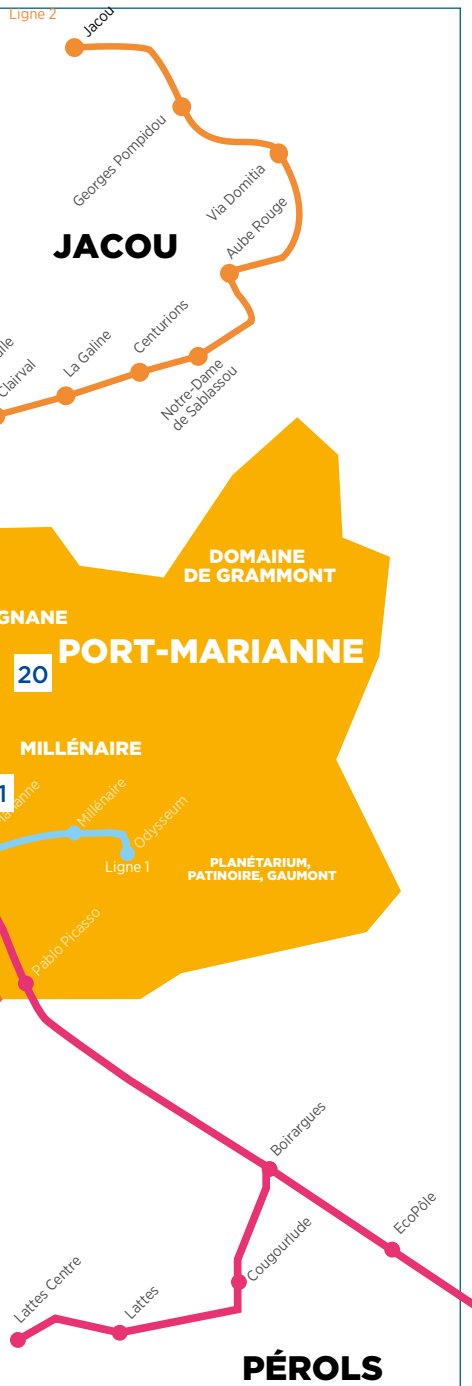 Ligne 2
Jacou
Georges Pompidou
Via Domitia
JACOU
Aube Rouge
Centurions
La Galine
Clairval
Notre-Dame
de Sablassou
DOMAINE
DE GRAMMONT
GNANE
PORT-MARIANNE
20
MILLÉNAIRE
1
Millénaire
Odysseum
Ligne 1
PLANÉTARIUM,
PATINOIRE, GAUMONT
Pablo Picasso
Boirargues
EcoPôle
Cougourlude
Lattes Centre
Lattes
PÉROLS